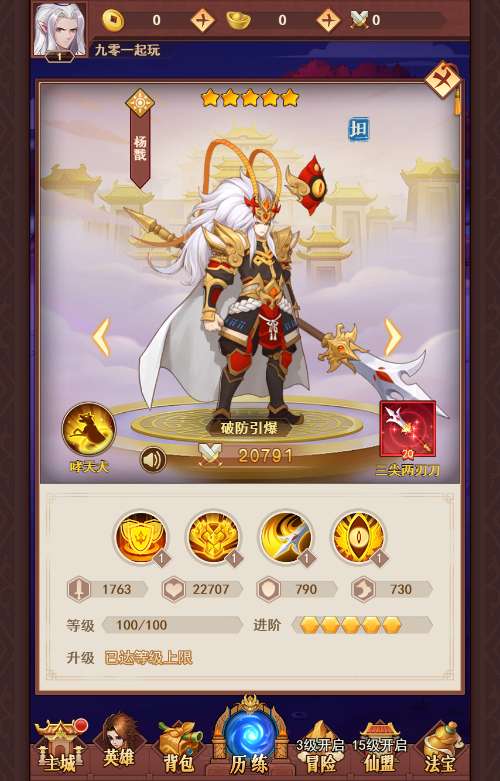 0 0 0
1
九零一起玩
杨戬
坦
破防引爆
20791
哮天犬
20
三尖两刃刀
1 1 1 1
1763 22707 790 730
等级 100/100 进阶
升级 已达等级上限
3级开启 15级开启
主城 英雄 背包 历练 冒险 仙盟 法宝